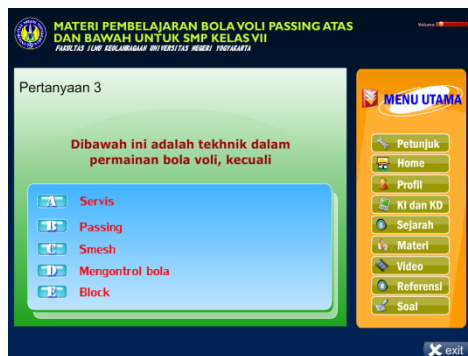 MATERI PEMBELAJARAN BOLA VOLI PASSING ATAS
DAN BAWAH UNTUK SMP KELAS VII
FAKULTAS ILMU KEOLAHRAGAAN UNIVERSITAS NEGERI YOGYAKARTA
Volume
Pertanyaan 3
Dibawah ini adalah tekhnik dalam
permainan bola voli, kecuali
A Servis
B Passing
C Smesh
D Mengontrol bola
E Block
MENU UTAMA
Petunjuk
Home
Profil
KI dan KD
Sejarah
Materi
Video
Referensi
Soal
exit